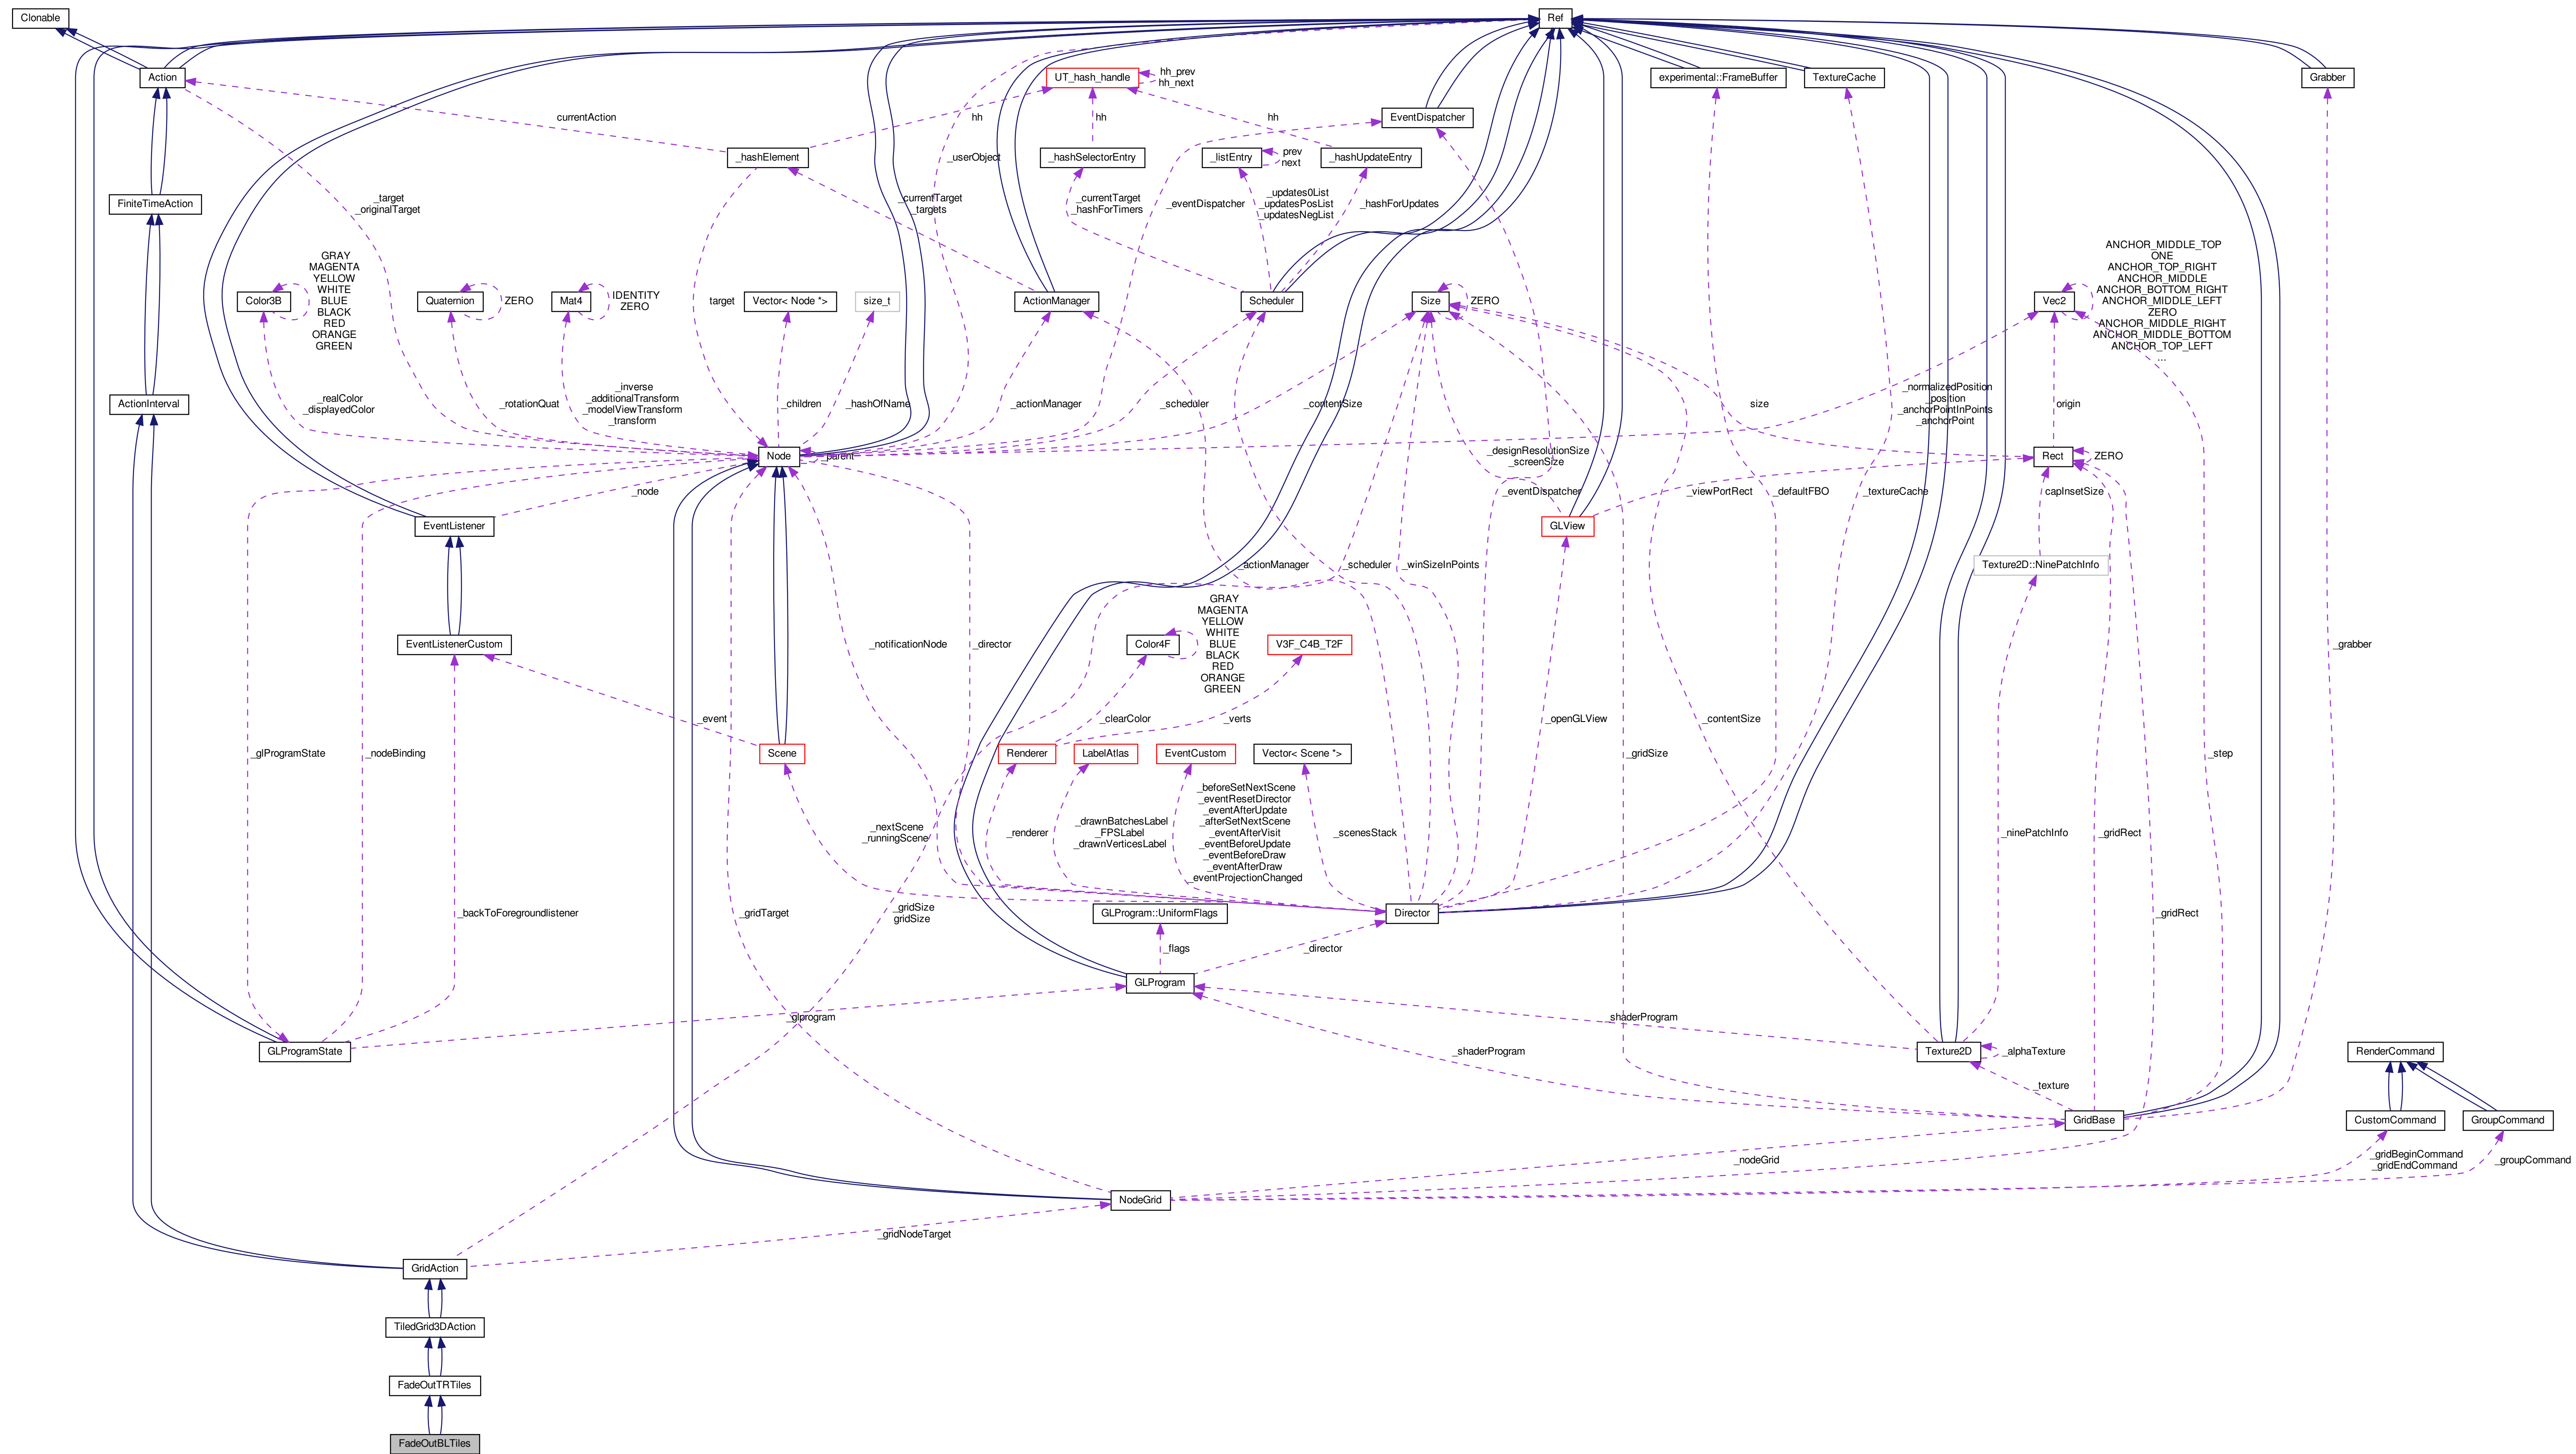 Clonable
Ref
Action
UT_hash_handle
hh_prev
hh_next
experimental::FrameBuffer
TextureCache
Grabber
currentAction
hh
hh
hh
EventDispatcher
_hashElement
_userObject
_hashSelectorEntry
_listEntry
prev
next
_hashUpdateEntry
FiniteTimeAction
_target
_originalTarget
_currentTarget
_targets
_currentTarget
_hashForTimers
_eventDispatcher
_updates0List
_updatesPosList
_updatesNegList
_hashForUpdates
GRAY
MAGENTA
YELLOW
WHITE
BLUE
BLACK
RED
ORANGE
GREEN
ANCHOR_MIDDLE_TOP
ONE
ANCHOR_TOP_RIGHT
ANCHOR_MIDDLE
ANCHOR_BOTTOM_RIGHT
ANCHOR_MIDDLE_LEFT
ZERO
ANCHOR_MIDDLE_RIGHT
ANCHOR_MIDDLE_BOTTOM
ANCHOR_TOP_LEFT
...
Color3B
Quaternion
ZERO
Mat4
IDENTITY
ZERO
target
Vector< Node *>
size_t
ActionManager
Scheduler
Size
ZERO
Vec2
ActionInterval
_realColor
_displayedColor
_rotationQuat
_inverse
_additionalTransform
_modelViewTransform
_transform
_children
_hashOfName
_actionManager
_scheduler
_contentSize
size
_normalizedPosition
_position
_anchorPointInPoints
_anchorPoint
origin
Node
_parent
Rect
ZERO
_node
_designResolutionSize
_screenSize
_eventDispatcher
_viewPortRect
_defaultFBO
_textureCache
capInsetSize
EventListener
GLView
_actionManager
_scheduler
_winSizeInPoints
Texture2D::NinePatchInfo
GRAY
MAGENTA
YELLOW
WHITE
BLUE
BLACK
RED
ORANGE
GREEN
EventListenerCustom
_notificationNode
_director
Color4F
V3F_C4B_T2F
_grabber
_event
_clearColor
_verts
_openGLView
_contentSize
_glProgramState
_nodeBinding
Scene
Renderer
LabelAtlas
EventCustom
Vector< Scene *>
_gridSize
_step
_nextScene
_runningScene
_renderer
_drawnBatchesLabel
_FPSLabel
_drawnVerticesLabel
_beforeSetNextScene
_eventResetDirector
_eventAfterUpdate
_afterSetNextScene
_eventAfterVisit
_eventBeforeUpdate
_eventBeforeDraw
_eventAfterDraw
_eventProjectionChanged
_scenesStack
_ninePatchInfo
_gridRect
_backToForegroundlistener
_gridTarget
_gridSize
gridSize
GLProgram::UniformFlags
Director
_gridRect
_flags
_director
GLProgram
_glprogram
_shaderProgram
GLProgramState
_shaderProgram
Texture2D
_alphaTexture
RenderCommand
_texture
GridBase
CustomCommand
GroupCommand
_nodeGrid
_gridBeginCommand
_gridEndCommand
_groupCommand
NodeGrid
_gridNodeTarget
GridAction
TiledGrid3DAction
FadeOutTRTiles
FadeOutBLTiles